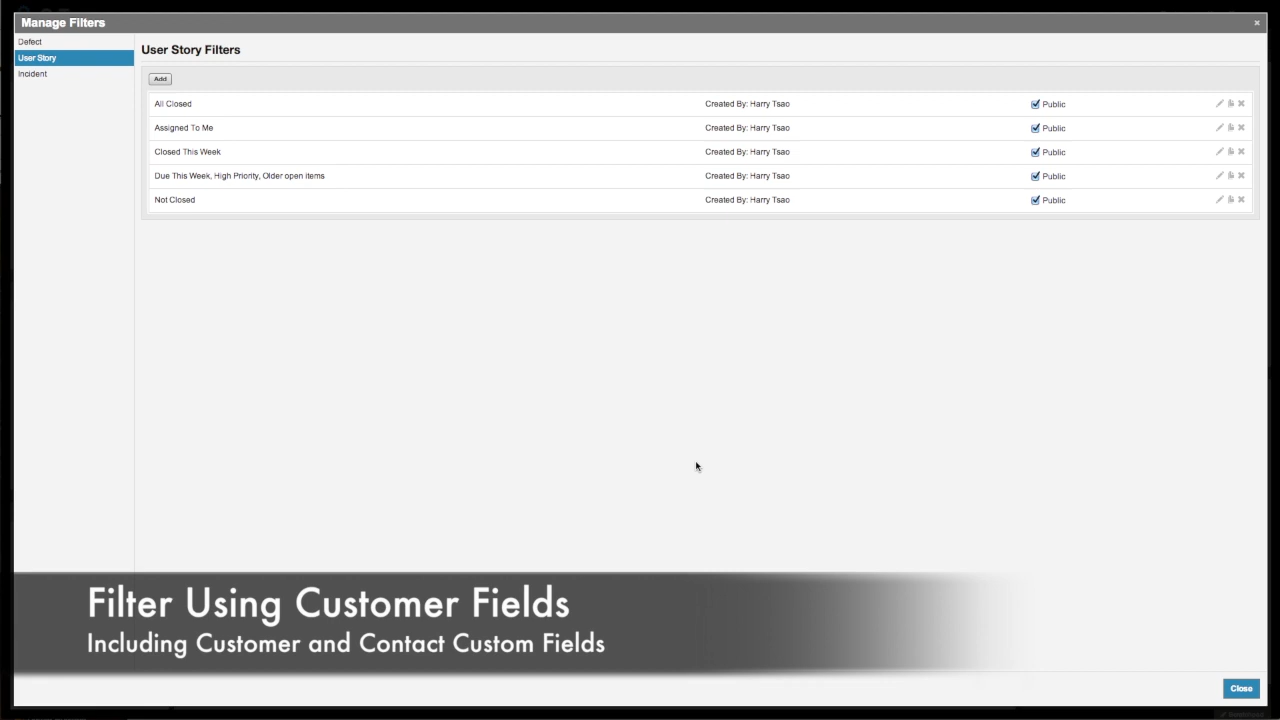 Manage Filters
Defect
User Story
Incident
User Story Filters
Add
All Closed Created By: Harry Tsao Public
Assigned To Me Created By: Harry Tsao Public
Closed This Week Created By: Harry Tsao Public
Due This Week, High Priority, Older open items Created By: Harry Tsao Public
Not Closed Created By: Harry Tsao Public
Filter Using Customer Fields
Including Customer and Contact Custom Fields
Close